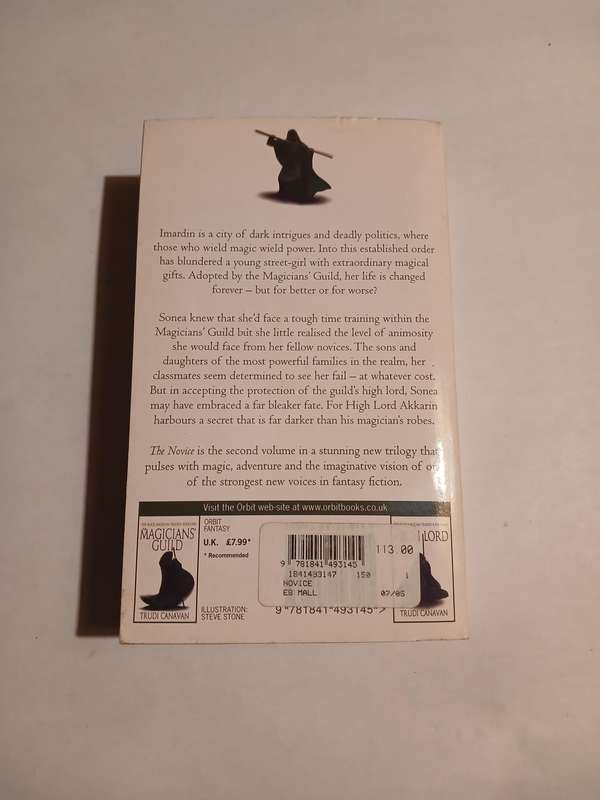 Imardin is a city of dark intrigues and deadly politics, where
those who wield magic wield power. Into this established order
has blundered a young street-girl with extraordinary magical
gifts. Adopted by the Magicians' Guild, her life is changed
forever – but for better or for worse?
Sonea knew that she'd face a tough time training within the
Magicians' Guild but she little realised the level of animosity
she would face from her fellow novices. The sons and
daughters of the most powerful families in the realm, her
classmates seem determined to see her fail – at whatever cost.
But in accepting the protection of the guild's high lord, Sonea
may have embraced a far bleaker fate. For High Lord Akkarin
harbours a secret that is far darker than his magician's robes.
The Novice is the second volume in a stunning new trilogy that
pulses with magic, adventure and the imaginative vision of
of the strongest new voices in fantasy fiction.
Visit the Orbit web-site at www.orbitbooks.co.uk
MAGICIANS'
GUILD
TRUDI CANAVAN
ORBIT
FANTASY
U.K. £7.99*
* Recommended
ILLUSTRATION:
STEVE STONE
9 781841 493145
1841493147 150 1
NOVICE
EB MALL 07/05
113 00
9"781841"493145">
LORD
TRUDI CANAVAN